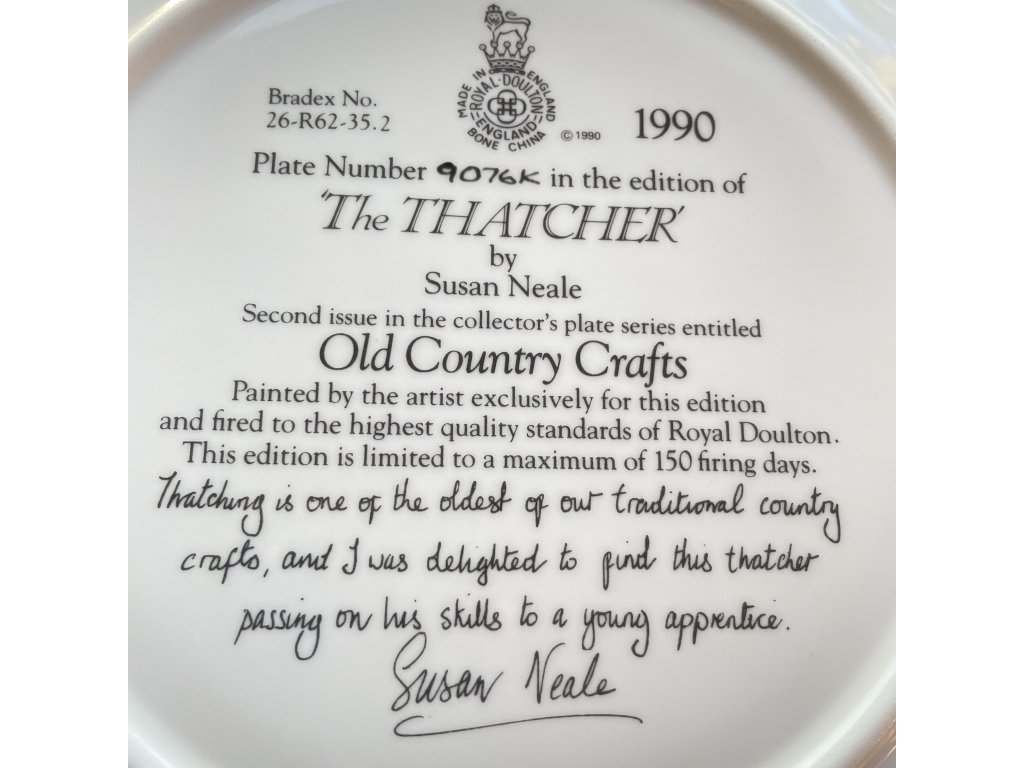 MADE IN ENGLAND
ROYAL·DOULTON
ENGLAND
BONE CHINA
© 1990
Bradex No.
26-R62-35.2
1990
Plate Number 9076K in the edition of
'The THATCHER'
by
Susan Neale
Second issue in the collector's plate series entitled
Old Country Crafts
Painted by the artist exclusively for this edition
and fired to the highest quality standards of Royal Doulton.
This edition is limited to a maximum of 150 firing days.
Thatching is one of the oldest of our traditional country
crafts, and I was delighted to find this thatcher
passing on his skills to a young apprentice.
Susan Neale